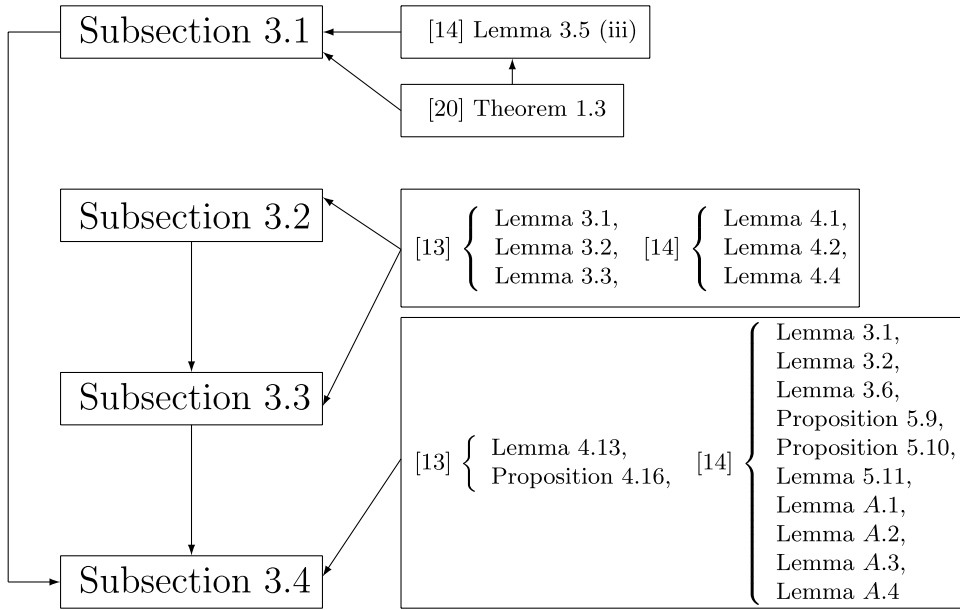 Subsection 3.1
[14] Lemma 3.5 (iii)
[20] Theorem 1.3
Subsection 3.2
[13]
Lemma 3.1,
Lemma 3.2,
Lemma 3.3,
[14]
Lemma 4.1,
Lemma 4.2,
Lemma 4.4
Subsection 3.3
[13]
Lemma 4.13,
Proposition 4.16,
[14]
Lemma 3.1,
Lemma 3.2,
Lemma 3.6,
Proposition 5.9,
Proposition 5.10,
Lemma 5.11,
Lemma A.1,
Lemma A.2,
Lemma A.3,
Lemma A.4
Subsection 3.4